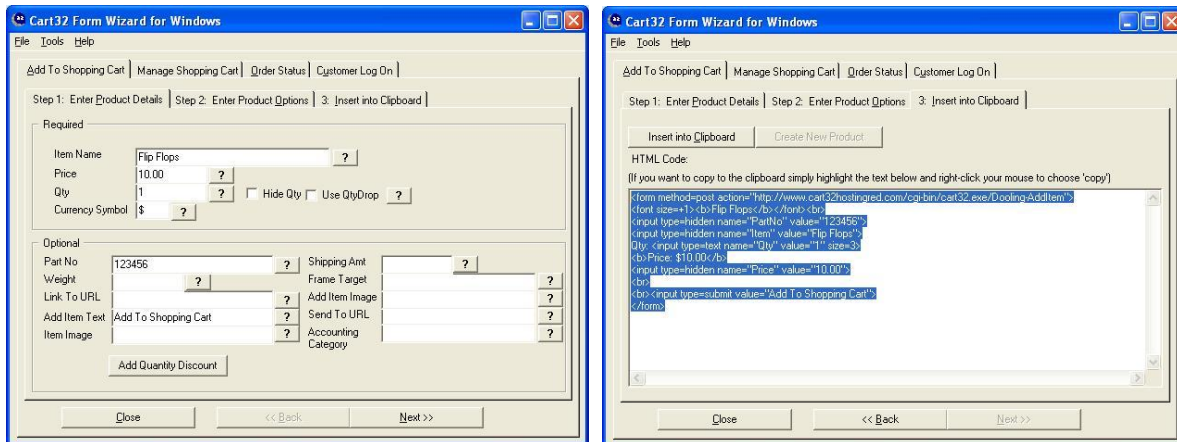 Cart32 Form Wizard for Windows
File Tools Help
Add To Shopping Cart Manage Shopping Cart Order Status Customer Log On
Step 1: Enter Product Details Step 2: Enter Product Options 3: Insert into Clipboard
Required
Item Name Flip Flops ?
Price 10.00 ?
Qty 1 ? Hide Qty Use QtyDrop ?
Currency Symbol $ ?
Optional
Part No 123456 ? Shipping Amt ?
Weight ? Frame Target ?
Link To URL ? Add Item Image ?
Add Item Text Add To Shopping Cart ? Send To URL ?
Item Image ? Accounting Category ?
Add Quantity Discount
Close << Back Next >>
Cart32 Form Wizard for Windows
File Tools Help
Add To Shopping Cart Manage Shopping Cart Order Status Customer Log On
Step 1: Enter Product Details Step 2: Enter Product Options 3: Insert into Clipboard
Insert into Clipboard Create New Product
HTML Code:
(If you want to copy to the clipboard simply highlight the text below and right-click your mouse to choose 'copy')
<form method=post action="http://www.cart32hostingred.com/cgi-bin/cart32.exe/Dooling-AddItem">
<font size=+1><b>Flip Flops</b></font><br>
<input type=hidden name="PartNo" value="123456">
<input type=hidden name="Item" value="Flip Flops">
Qty: <input type=text name="Qty" value="1" size=3>
<b>Price: $10.00</b>
<input type=hidden name="Price" value="10.00">
<br>
<br><input type=submit value="Add To Shopping Cart">
</form>
Close << Back Next >>